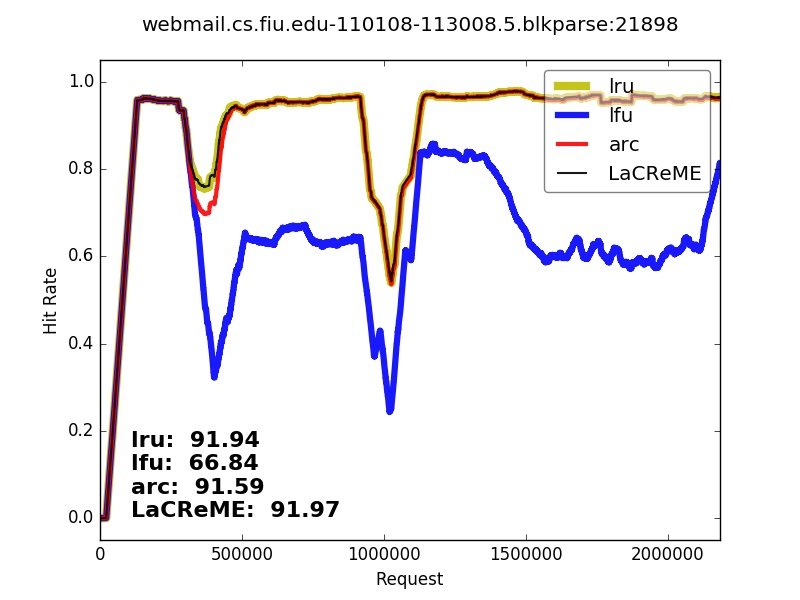 webmail.cs.fiu.edu-110108-113008.5.blkparse:21898
1.0
0.8
0.6
0.4
0.2
0.0
Hit Rate
lru
lfu
arc
LaCReME
lru: 91.94
lfu: 66.84
arc: 91.59
LaCReME: 91.97
0 500000 1000000 1500000 2000000
Request